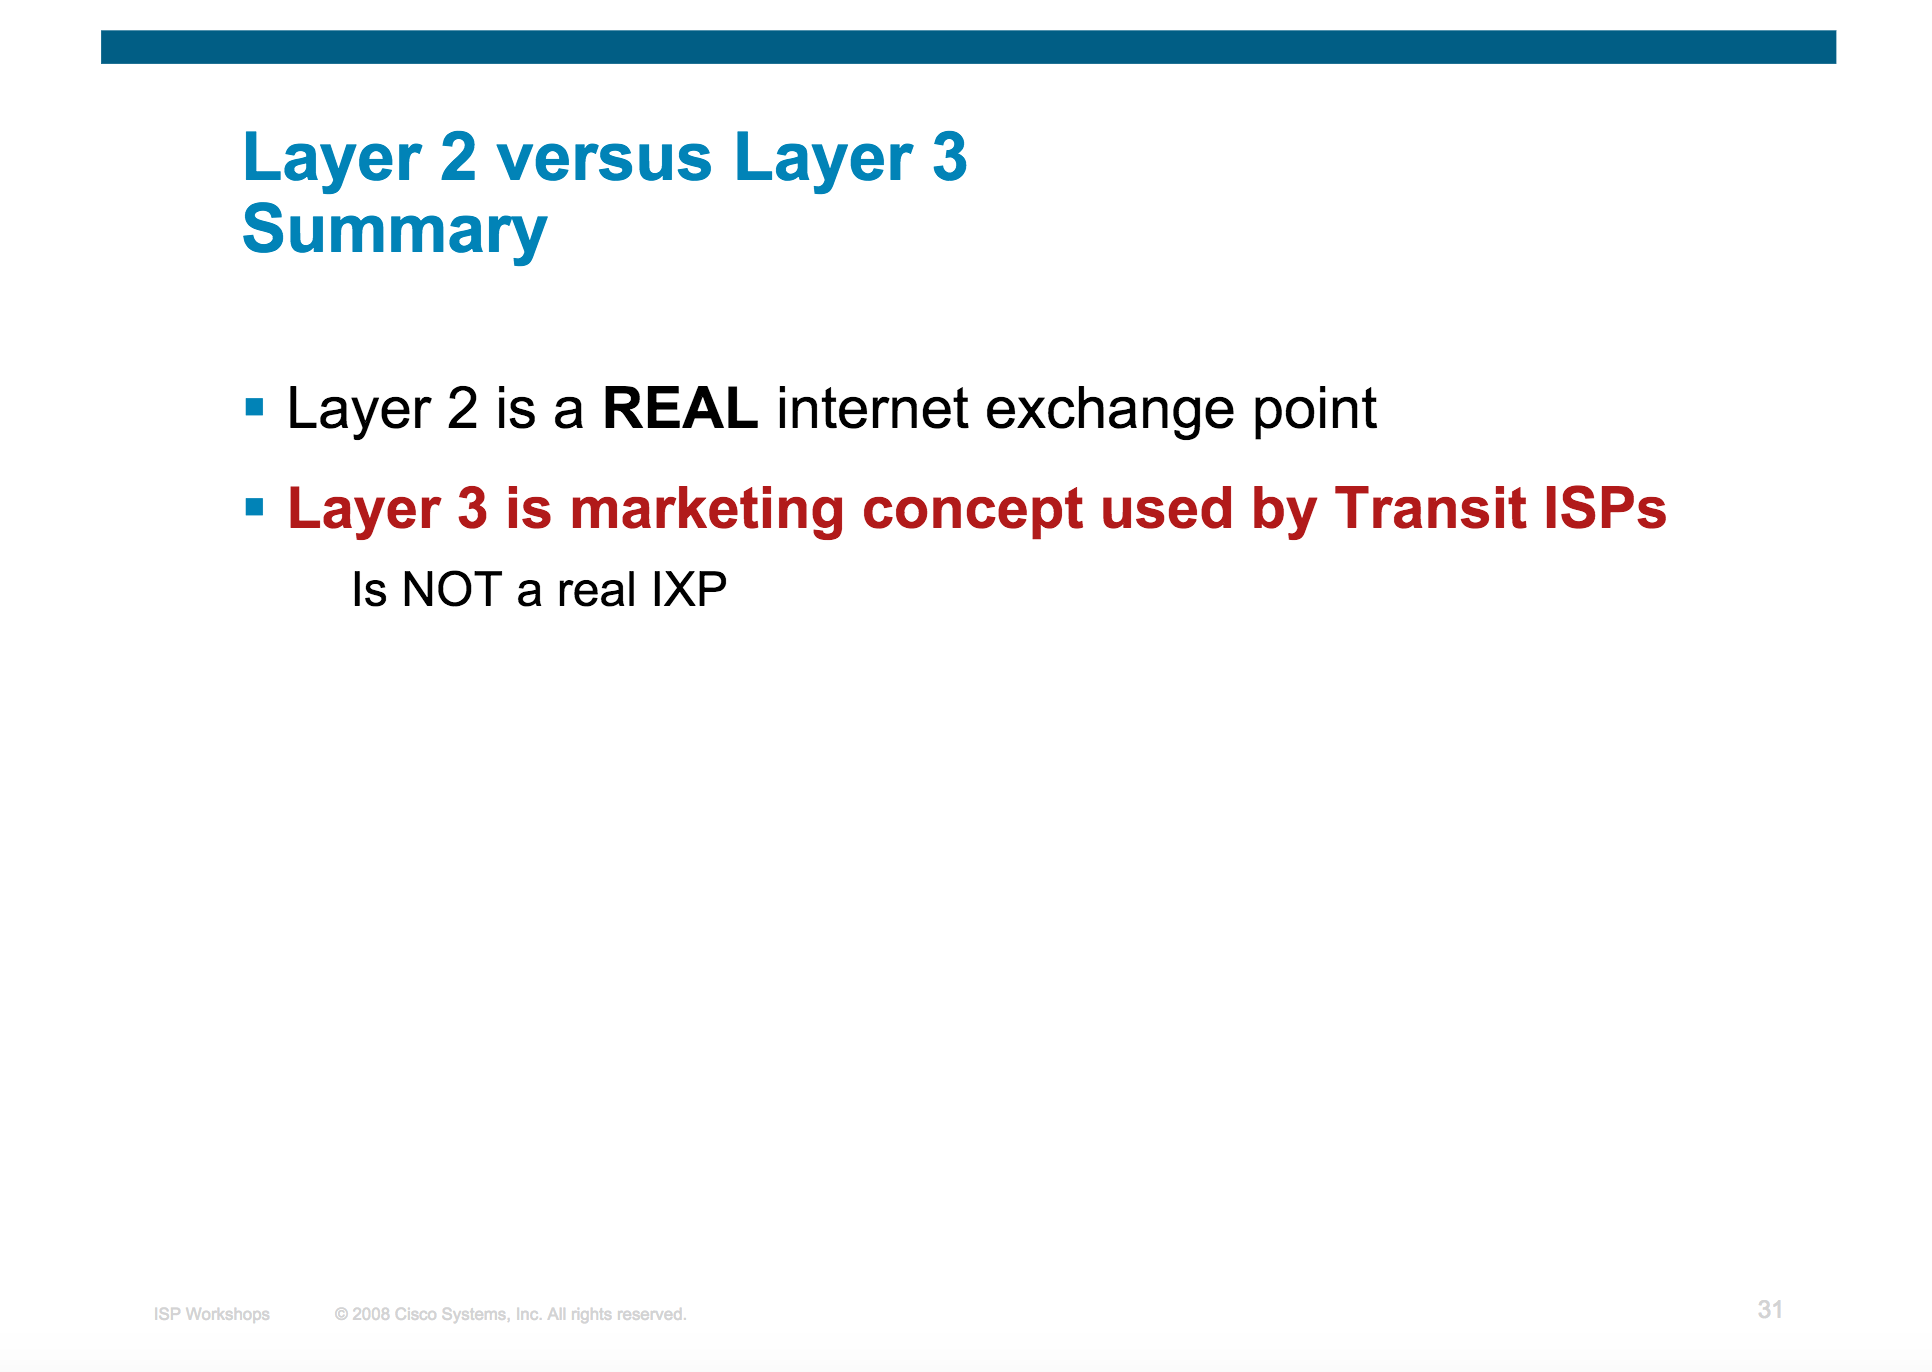 Layer 2 versus Layer 3
Summary
▪ Layer 2 is a REAL internet exchange point
▪ Layer 3 is marketing concept used by Transit ISPs
Is NOT a real IXP
ISP Workshops © 2008 Cisco Systems, Inc. All rights reserved. 31